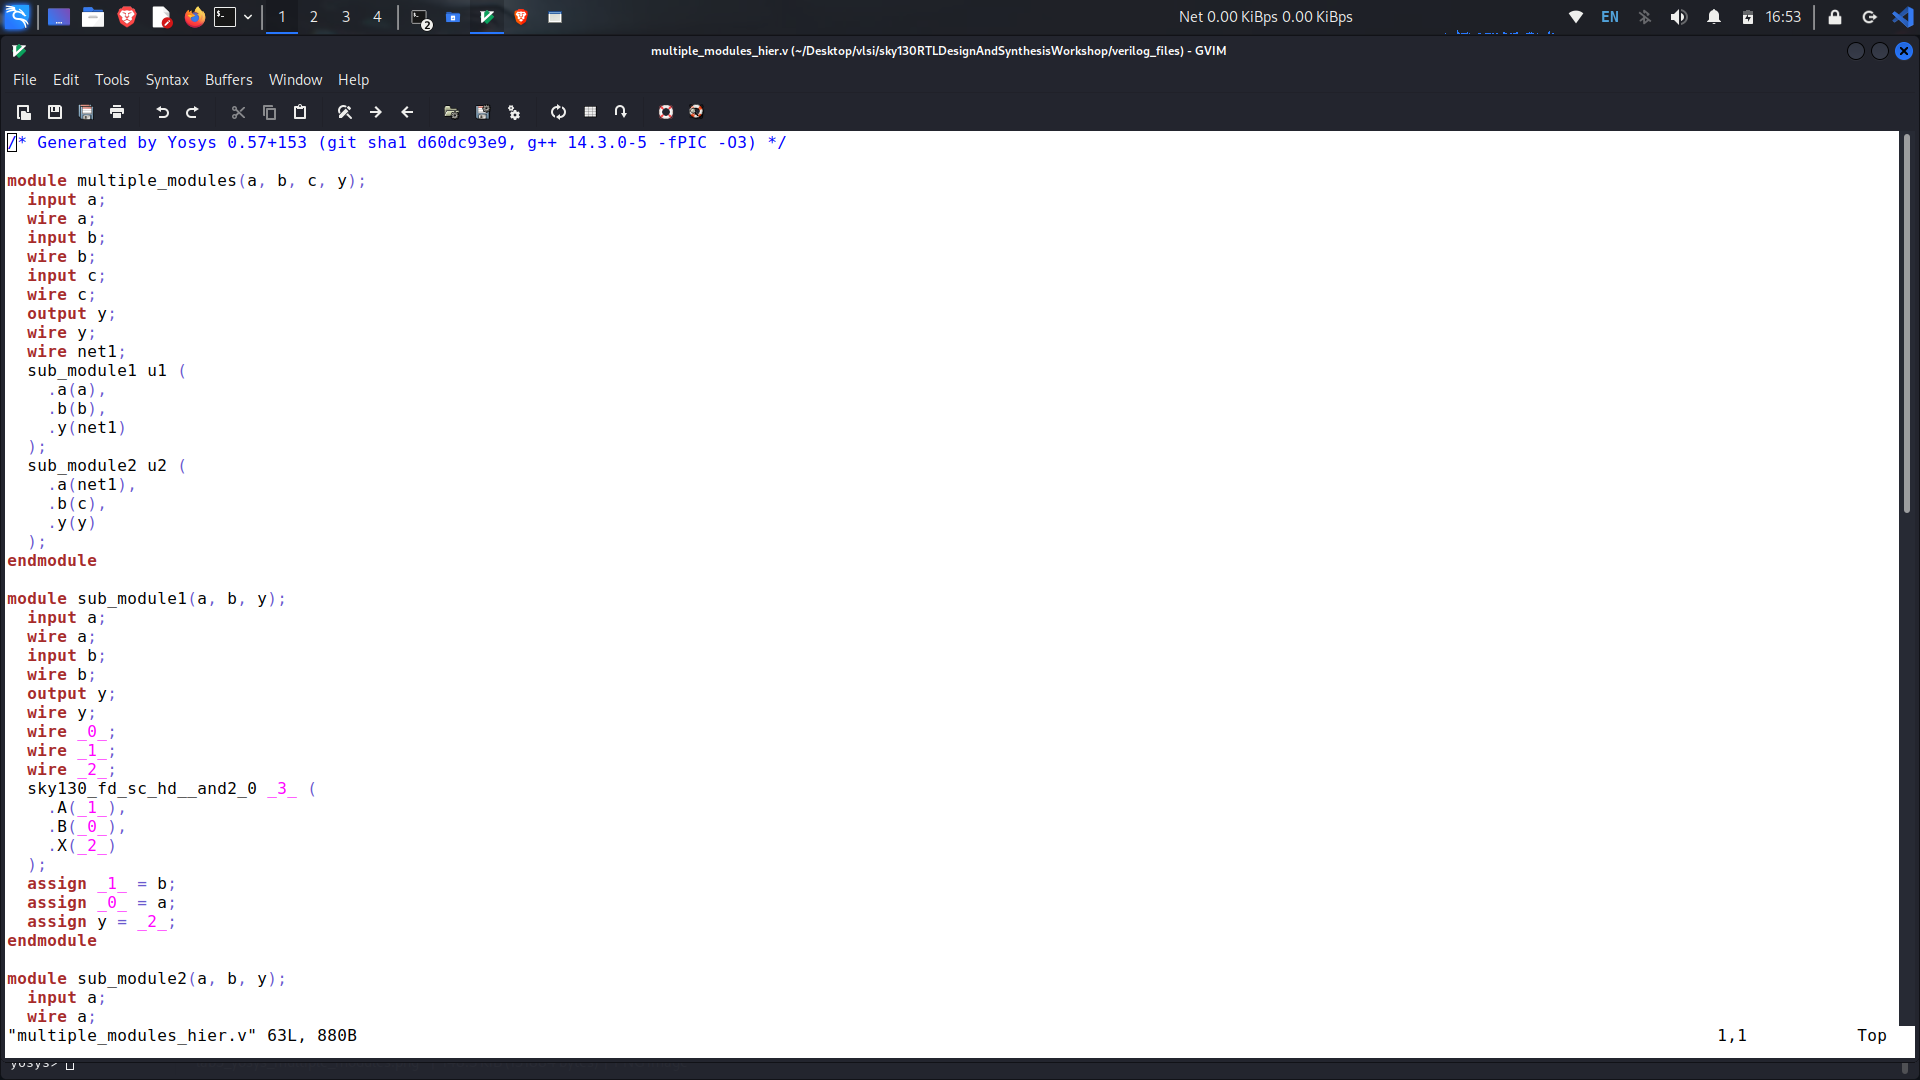 1 2 3 4 2 Net 0.00 KiBps 0.00 KiBps EN 16:53
multiple_modules_hier.v (~/Desktop/vlsi/sky130RTLDesignAndSynthesisWorkshop/verilog_files) - GVIM
File Edit Tools Syntax Buffers Window Help
/* Generated by Yosys 0.57+153 (git sha1 d60dc93e9, g++ 14.3.0-5 -fPIC -O3) */
module multiple_modules(a, b, c, y);
  input a;
  wire a;
  input b;
  wire b;
  input c;
  wire c;
  output y;
  wire y;
  wire net1;
  sub_module1 u1 (
    .a(a),
    .b(b),
    .y(net1)
  );
  sub_module2 u2 (
    .a(net1),
    .b(c),
    .y(y)
  );
endmodule
module sub_module1(a, b, y);
  input a;
  wire a;
  input b;
  wire b;
  output y;
  wire y;
  wire _0_;
  wire _1_;
  wire _2_;
  sky130_fd_sc_hd__and2_0 _3_ (
    .A(_1_),
    .B(_0_),
    .X(_2_)
  );
  assign _1_ = b;
  assign _0_ = a;
  assign y = _2_;
endmodule
module sub_module2(a, b, y);
  input a;
  wire a;
"multiple_modules_hier.v" 63L, 880B 1,1 Top
yosys>